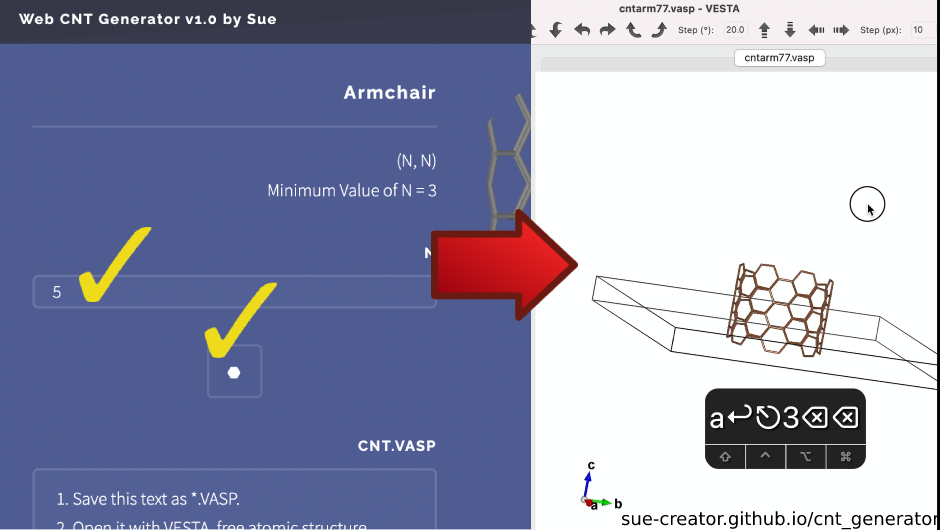 Web CNT Generator v1.0 by Sue
Armchair
(N, N)
Minimum Value of N = 3
N
5
CNT.VASP
1. Save this text as *.VASP.
2. Open it with VESTA, free atomic structure
cntarm77.vasp - VESTA
Step (°): 20.0
Step (px): 10
cntarm77.vasp
a↩⎋3⌫⌫
⇧ ⌃ ⌥ ⌘
c
a
b
sue-creator.github.io/cnt_generator